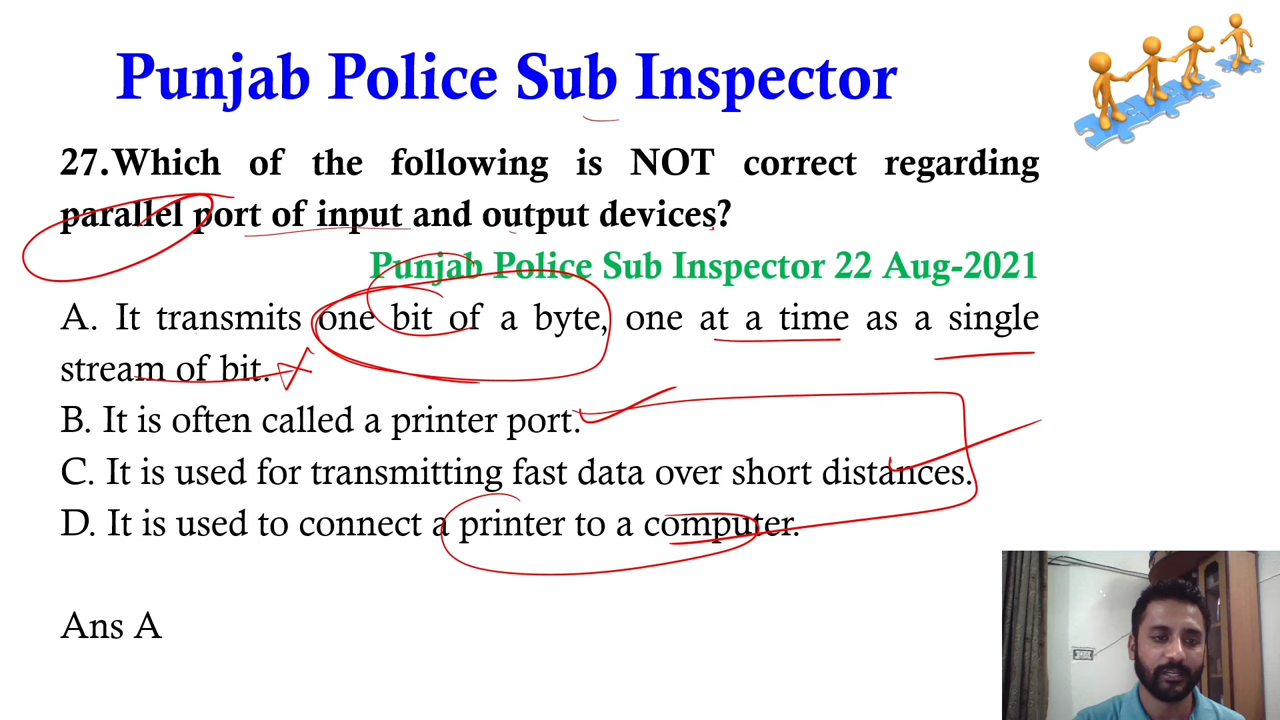 Punjab Police Sub Inspector
27.Which of the following is NOT correct regarding
parallel port of input and output devices?
Punjab Police Sub Inspector 22 Aug-2021
A. It transmits one bit of a byte, one at a time as a single
stream of bit.
B. It is often called a printer port.
C. It is used for transmitting fast data over short distances.
D. It is used to connect a printer to a computer.
Ans A